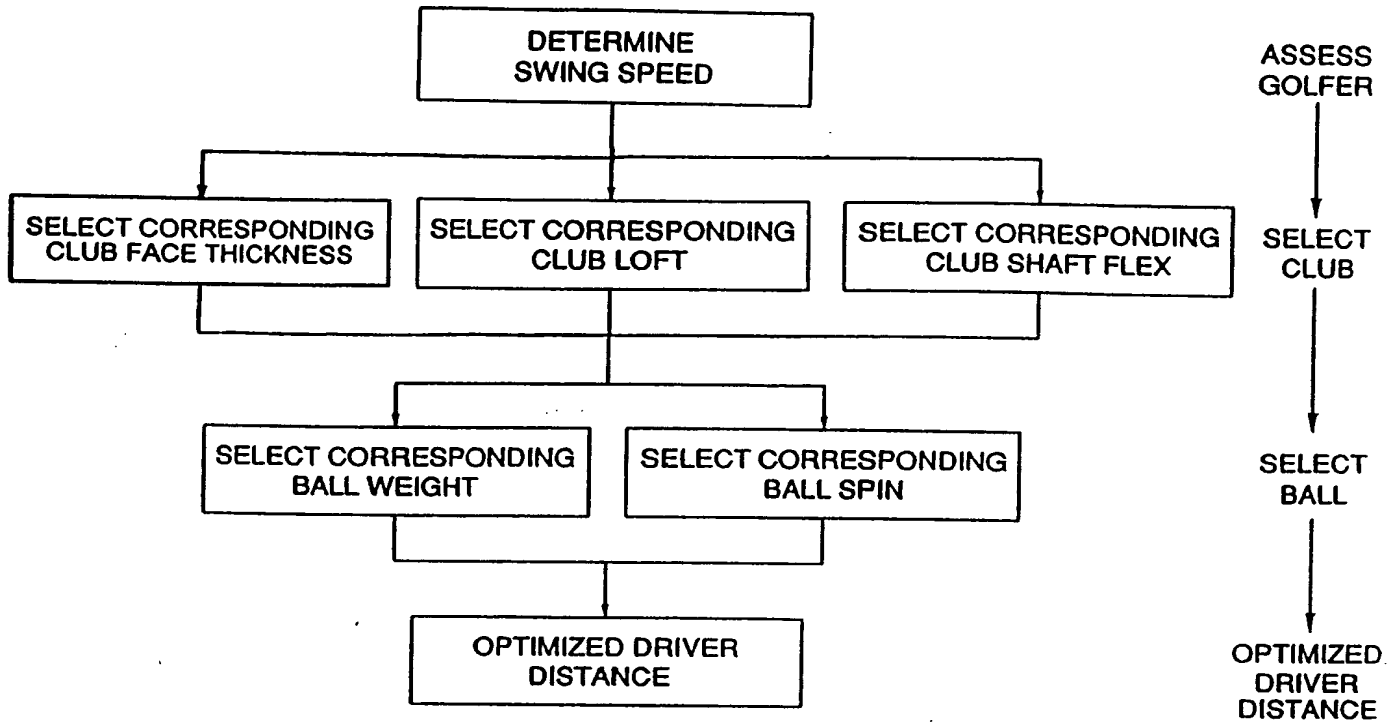 DETERMINE
SWING SPEED
ASSESS
GOLFER
SELECT CORRESPONDING
CLUB FACE THICKNESS
SELECT CORRESPONDING
CLUB LOFT
SELECT CORRESPONDING
CLUB SHAFT FLEX
SELECT
CLUB
SELECT CORRESPONDING
BALL WEIGHT
SELECT CORRESPONDING
BALL SPIN
SELECT
BALL
OPTIMIZED DRIVER
DISTANCE
OPTIMIZED
DRIVER
DISTANCE